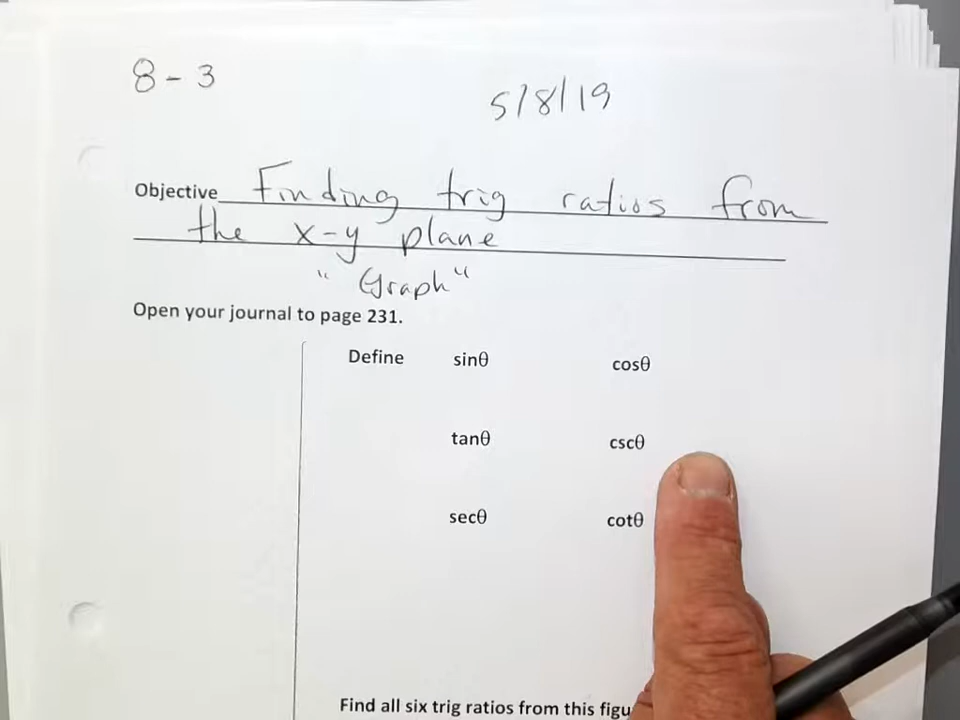 8-3
5/8/19
Objective Finding trig ratios from
the x-y plane
"Graph"
Open your journal to page 231.
Define sinθ cosθ
tanθ cscθ
secθ cotθ
Find all six trig ratios from this figu